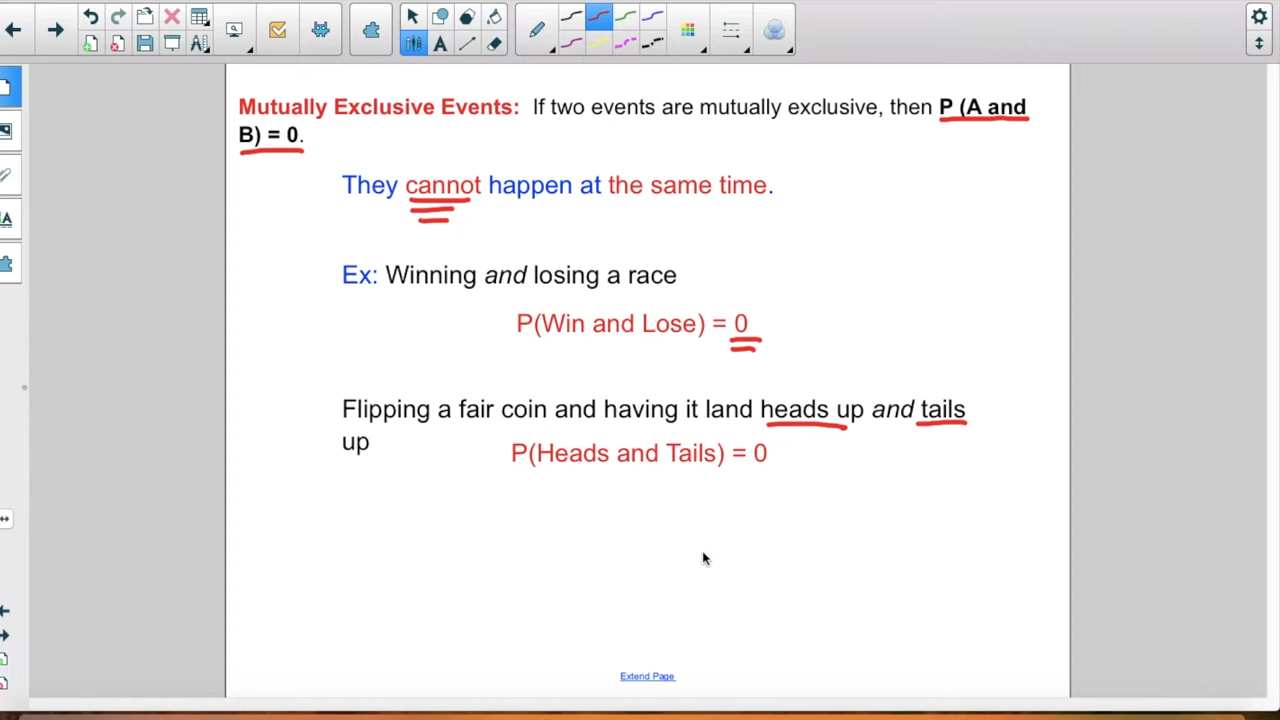 Mutually Exclusive Events: If two events are mutually exclusive, then P (A and
B) = 0.
They cannot happen at the same time.
Ex: Winning and losing a race
P(Win and Lose) = 0
Flipping a fair coin and having it land heads up and tails
up
P(Heads and Tails) = 0
Extend Page